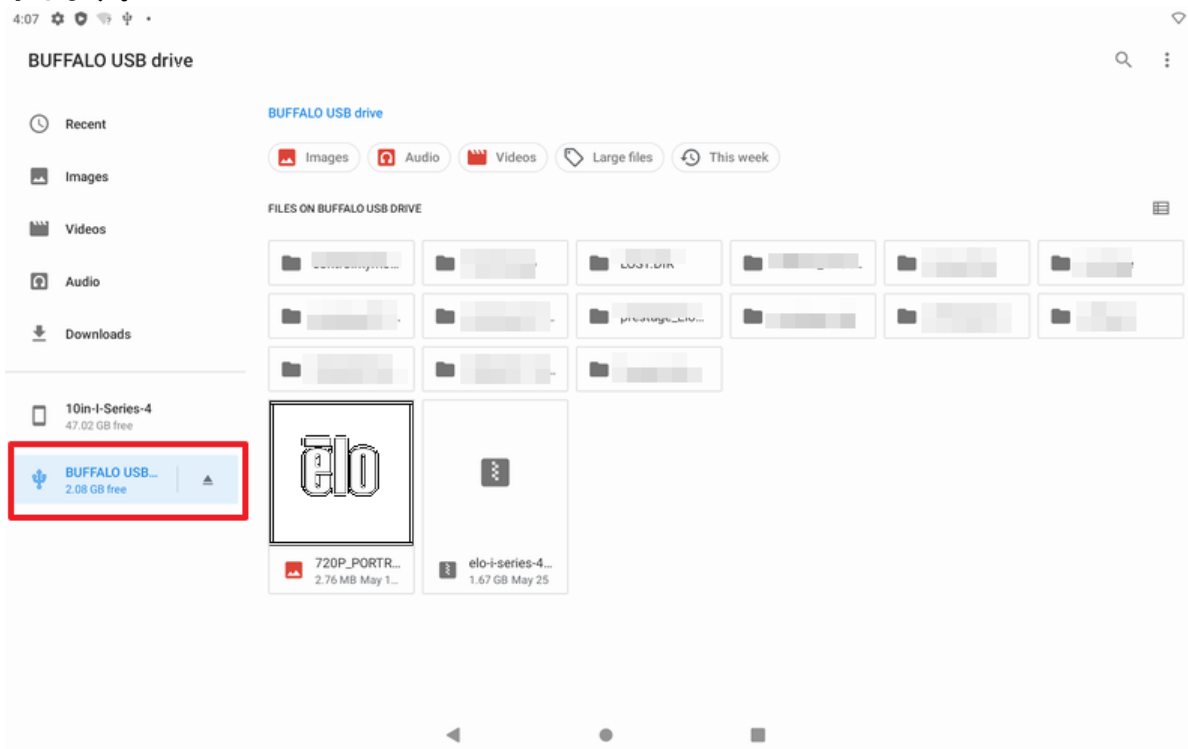 4:07
BUFFALO USB drive
Recent
Images
Videos
Audio
Downloads
10in-I-Series-4
47.02 GB free
BUFFALO USB...
2.08 GB free
BUFFALO USB drive
Images
Audio
Videos
Large files
This week
FILES ON BUFFALO USB DRIVE
LOST.DIR
elo
720P_PORTR...
2.76 MB May 1...
elo-i-series-4...
1.67 GB May 25